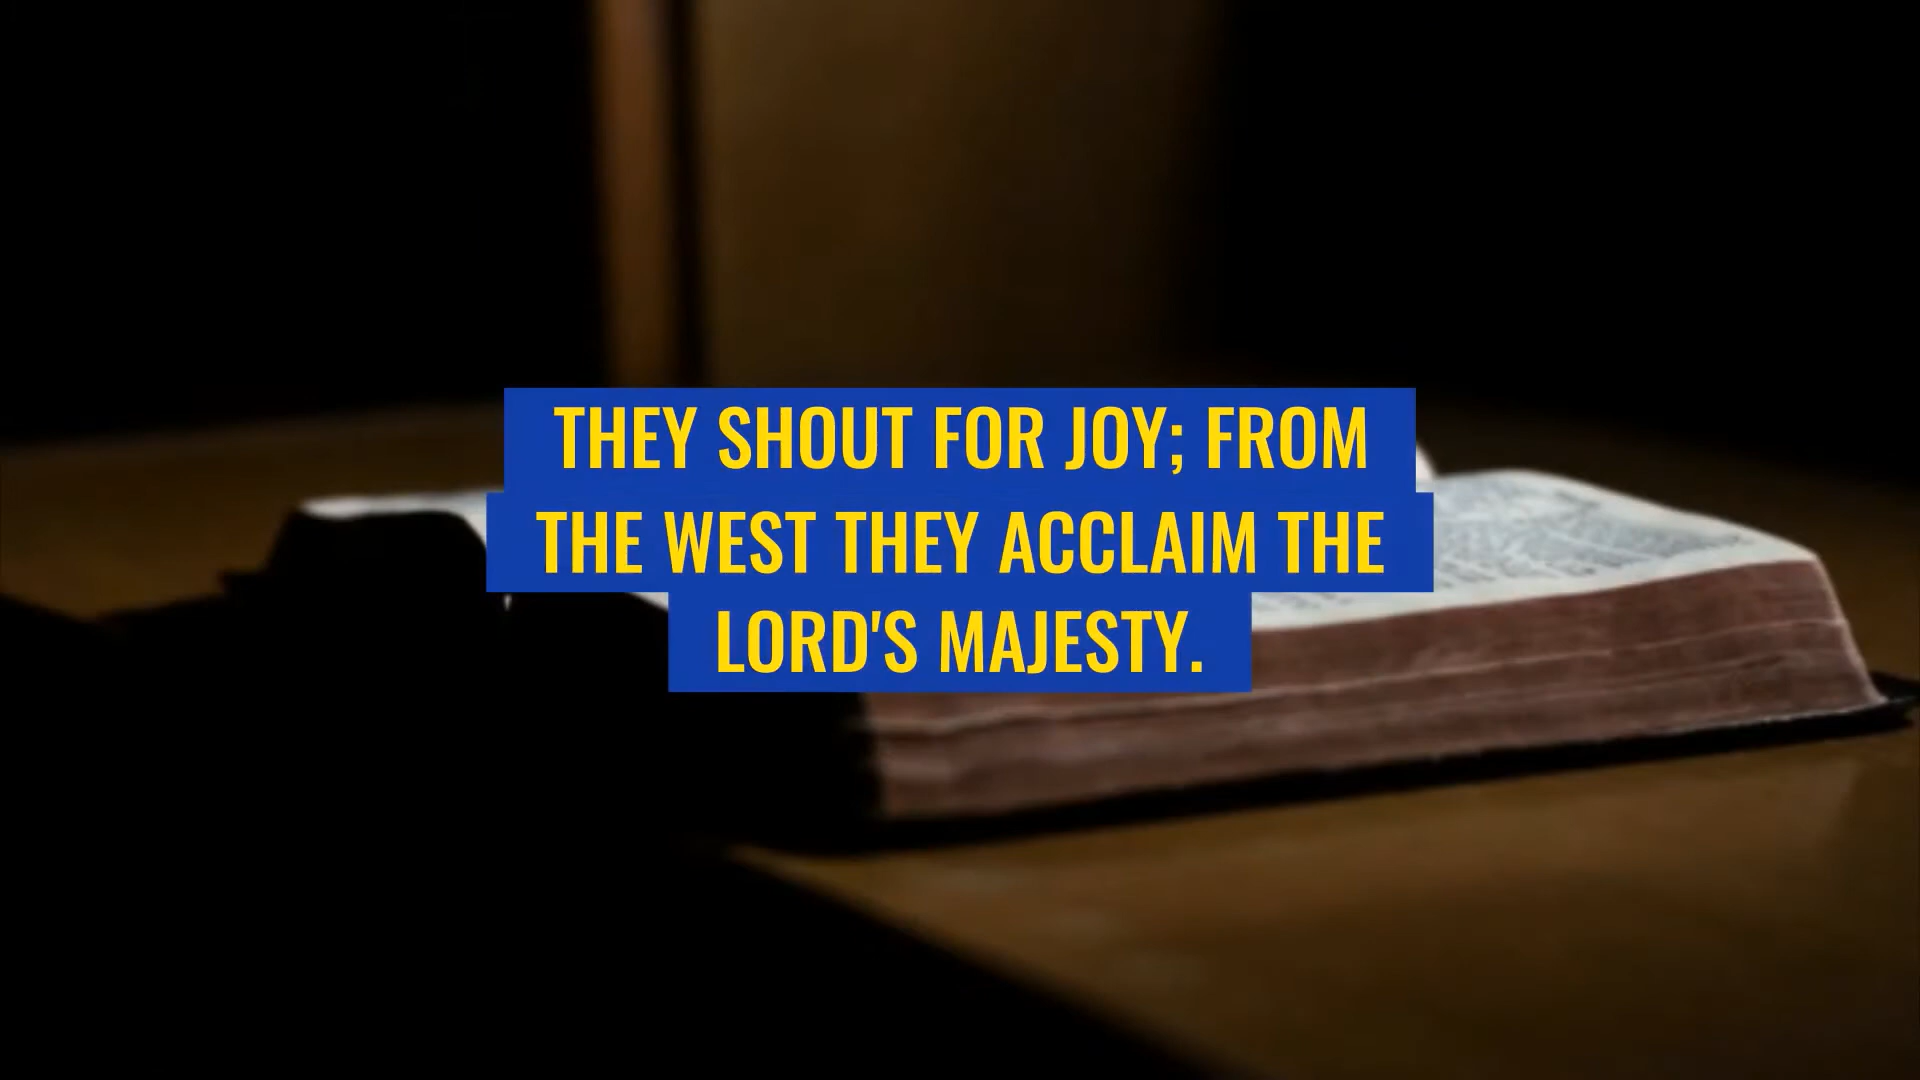 THEY SHOUT FOR JOY; FROM
THE WEST THEY ACCLAIM THE
LORD'S MAJESTY.